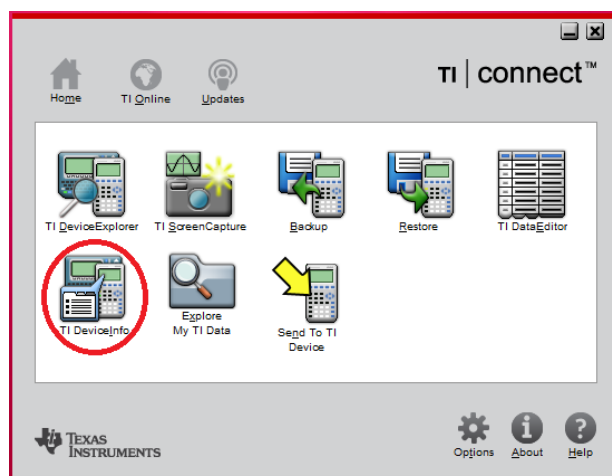 TI | connect™
Home
TI Online
Updates
TI DeviceExplorer
TI ScreenCapture
Backup
Restore
TI DataEditor
TI DeviceInfo
Explore
My TI Data
Send To TI
Device
TEXAS
INSTRUMENTS
Options
About
Help